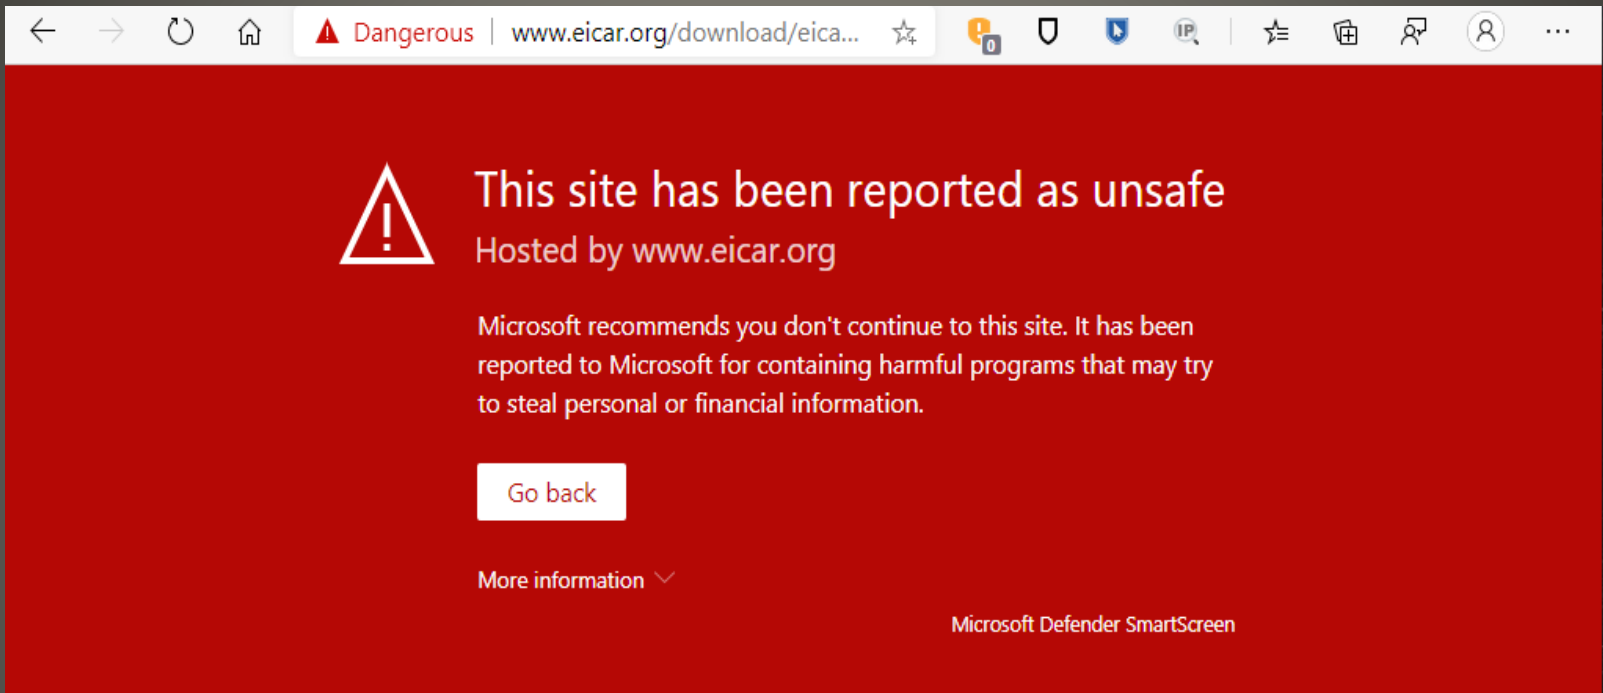 Dangerous www.eicar.org/download/eica...
0
IP
This site has been reported as unsafe
Hosted by www.eicar.org
Microsoft recommends you don't continue to this site. It has been
reported to Microsoft for containing harmful programs that may try
to steal personal or financial information.
Go back
More information
Microsoft Defender SmartScreen